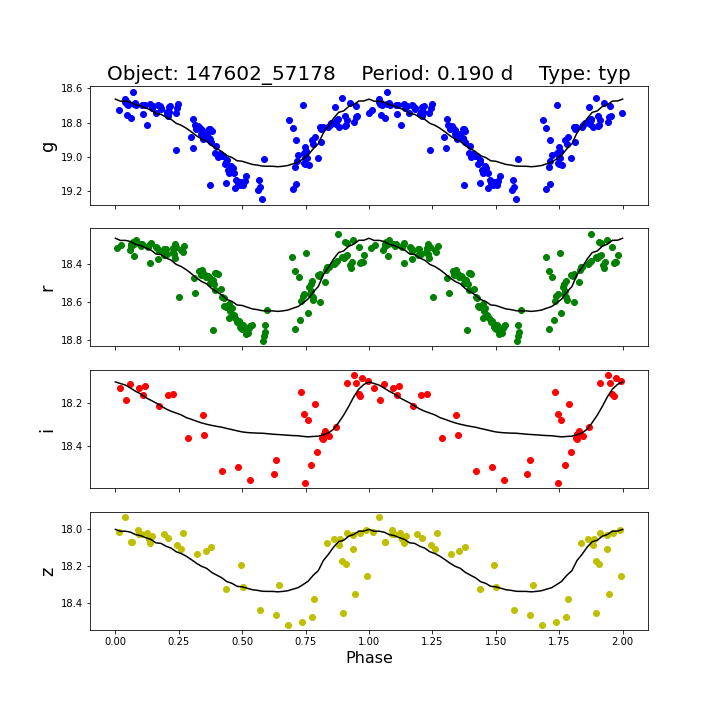 Object: 147602_57178    Period: 0.190 d    Type: typ
18.6
18.8
19.0
19.2
g
18.4
18.6
18.8
r
18.2
18.4
i
18.0
18.2
18.4
z
0.00 0.25 0.50 0.75 1.00 1.25 1.50 1.75 2.00
Phase